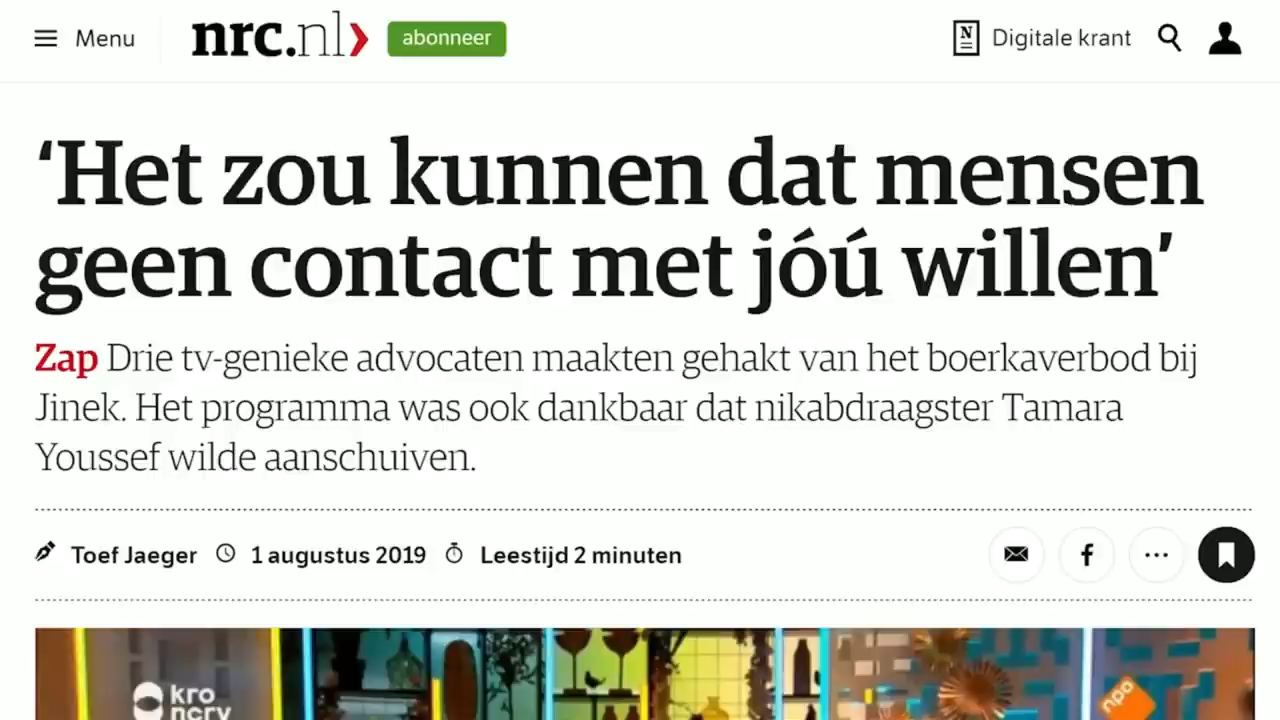 Menu
nrc.nl
abonneer
Digitale krant
‘Het zou kunnen dat mensen
geen contact met jóú willen’
Zap Drie tv-genieke advocaten maakten gehakt van het boerkaverbod bij
Jinek. Het programma was ook dankbaar dat nikabdraagster Tamara
Youssef wilde aanschuiven.
Toef Jaeger
1 augustus 2019
Leestijd 2 minuten
kro
ncrv
npo